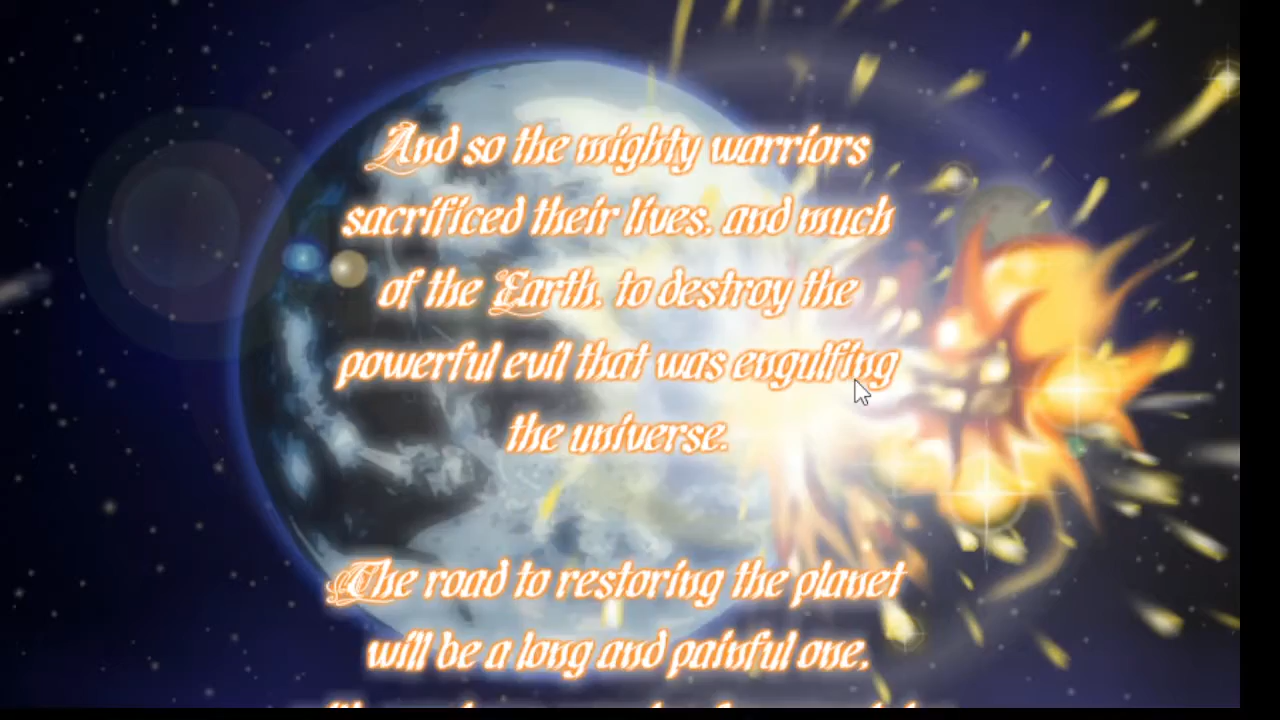 And so the mighty warriors
sacrificed their lives, and much
of the Earth, to destroy the
powerful evil that was engulfing
the universe.
The road to restoring the planet
will be a long and painful one,